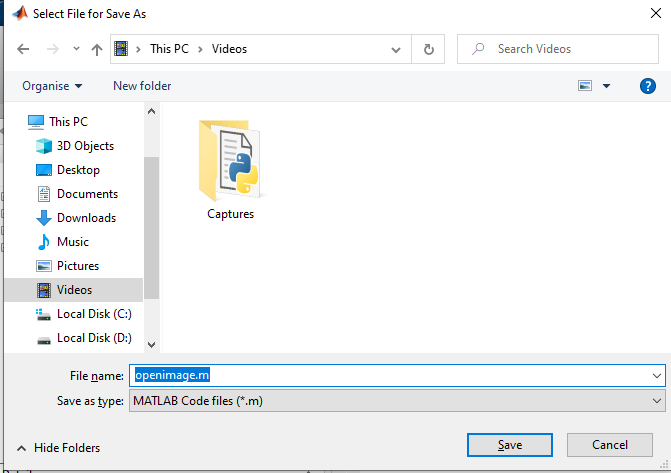 Select File for Save As
This PC > Videos
Search Videos
Organise
New folder
This PC
3D Objects
Desktop
Documents
Downloads
Music
Pictures
Videos
Local Disk (C:)
Local Disk (D:)
Captures
File name: openimage.m
Save as type: MATLAB Code files (*.m)
Hide Folders
Save
Cancel